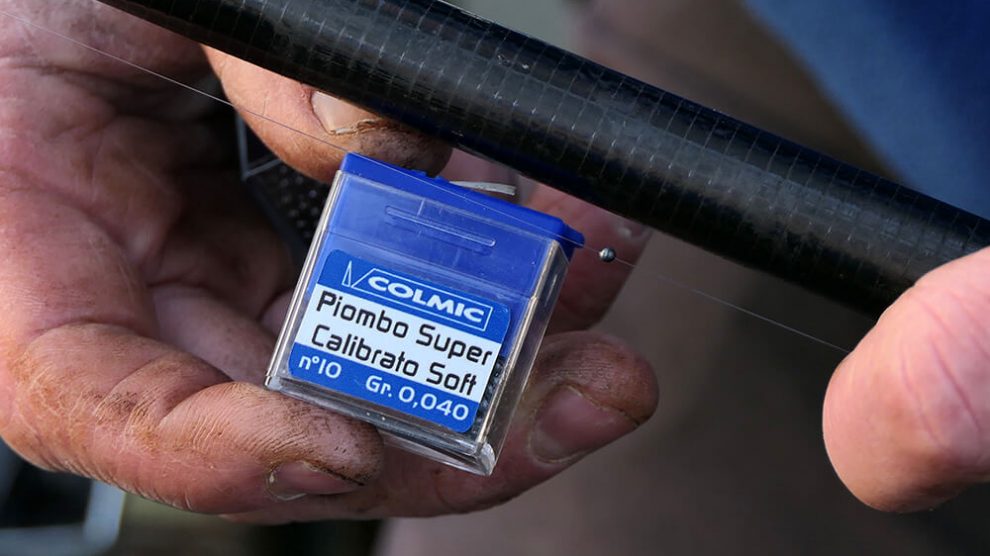 COLMIC
Piombo Super
Calibrato Soft
n°10 Gr. 0,040